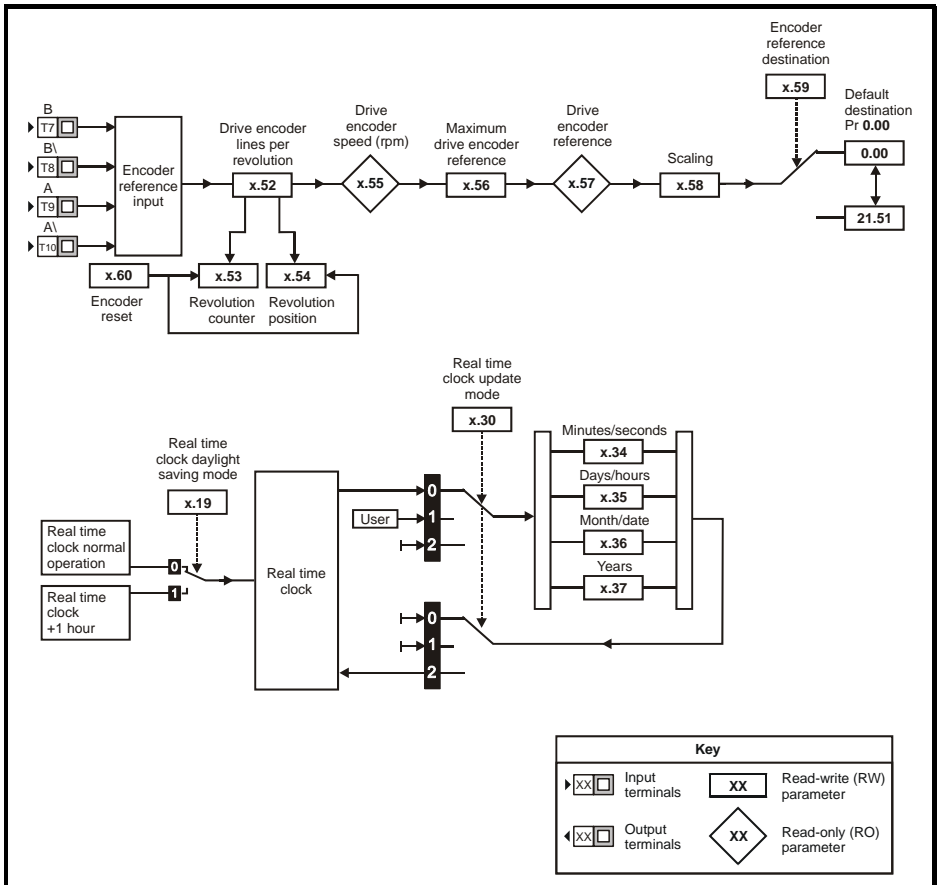 Encoder
reference
destination
x.59
Default
destination
Pr 0.00
0.00
21.51
B
T7
B\
T8
A
T9
A\
T10
Encoder
reference
input
Drive encoder
lines per
revolution
x.52
Drive
encoder
speed (rpm)
x.55
Maximum
drive encoder
reference
x.56
Drive
encoder
reference
x.57
Scaling
x.58
x.60
Encoder
reset
x.53
Revolution
counter
x.54
Revolution
position
Real time
clock update
mode
x.30
Real time
clock daylight
saving mode
x.19
Real time
clock normal
operation
Real time
clock
+1 hour
0
1
Real time
clock
0
User
1
2
0
1
2
Minutes/seconds
x.34
Days/hours
x.35
Month/date
x.36
Years
x.37
Key
XX
Input
terminals
XX
Read-write (RW)
parameter
XX
Output
terminals
XX
Read-only (RO)
parameter